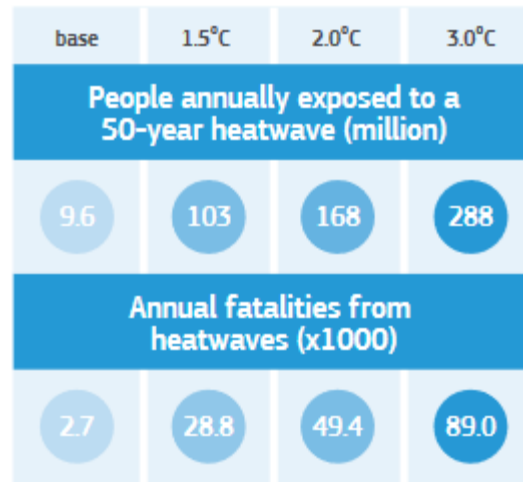 base 1.5°C 2.0°C 3.0°C
People annually exposed to a
50-year heatwave (million)
9.6 103 168 288
Annual fatalities from
heatwaves (x1000)
2.7 28.8 49.4 89.0